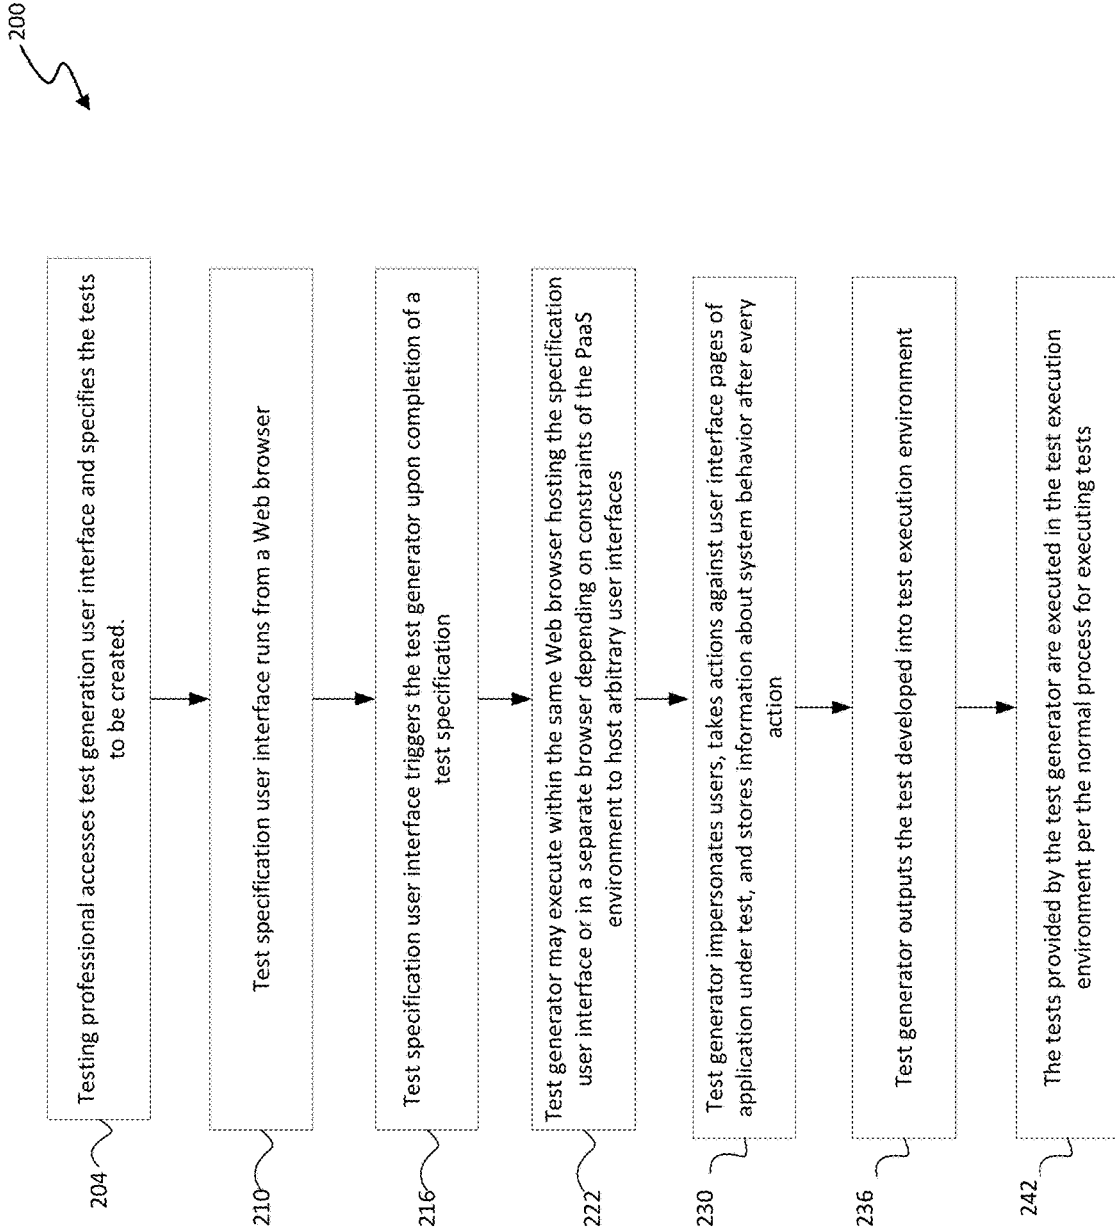 200
204
Testing professional accesses test generation user interface and specifies the tests
to be created.
210
Test specification user interface runs from a Web browser
216
Test specification user interface triggers the test generator upon completion of a
test specification
222
Test generator may execute within the same Web browser hosting the specification
user interface or in a separate browser depending on constraints of the PaaS
environment to host arbitrary user interfaces
230
Test generator impersonates users, takes actions against user interface pages of
application under test, and stores information about system behavior after every
action
236
Test generator outputs the test developed into test execution environment
242
The tests provided by the test generator are executed in the test execution
environment per the normal process for executing tests